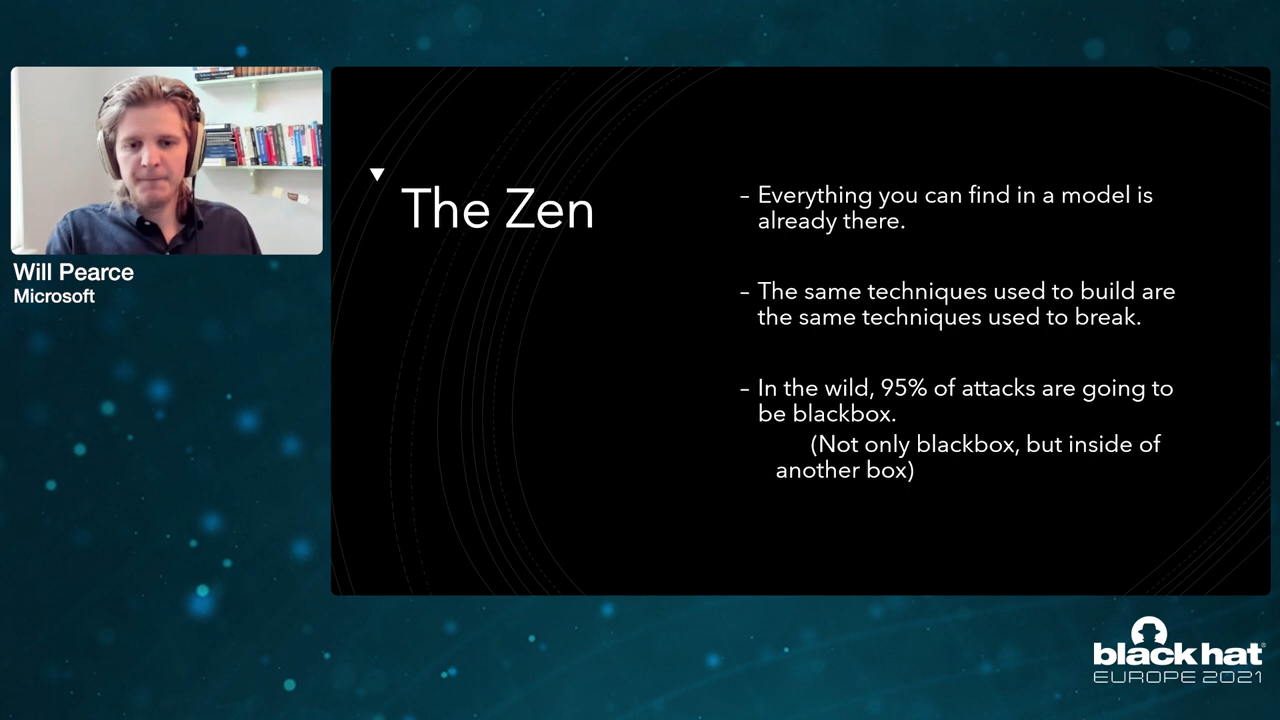 Will Pearce
Microsoft
The Zen
– Everything you can find in a model is
already there.
– The same techniques used to build are
the same techniques used to break.
– In the wild, 95% of attacks are going to
be blackbox.
(Not only blackbox, but inside of
another box)
black hat®
EUROPE 2021